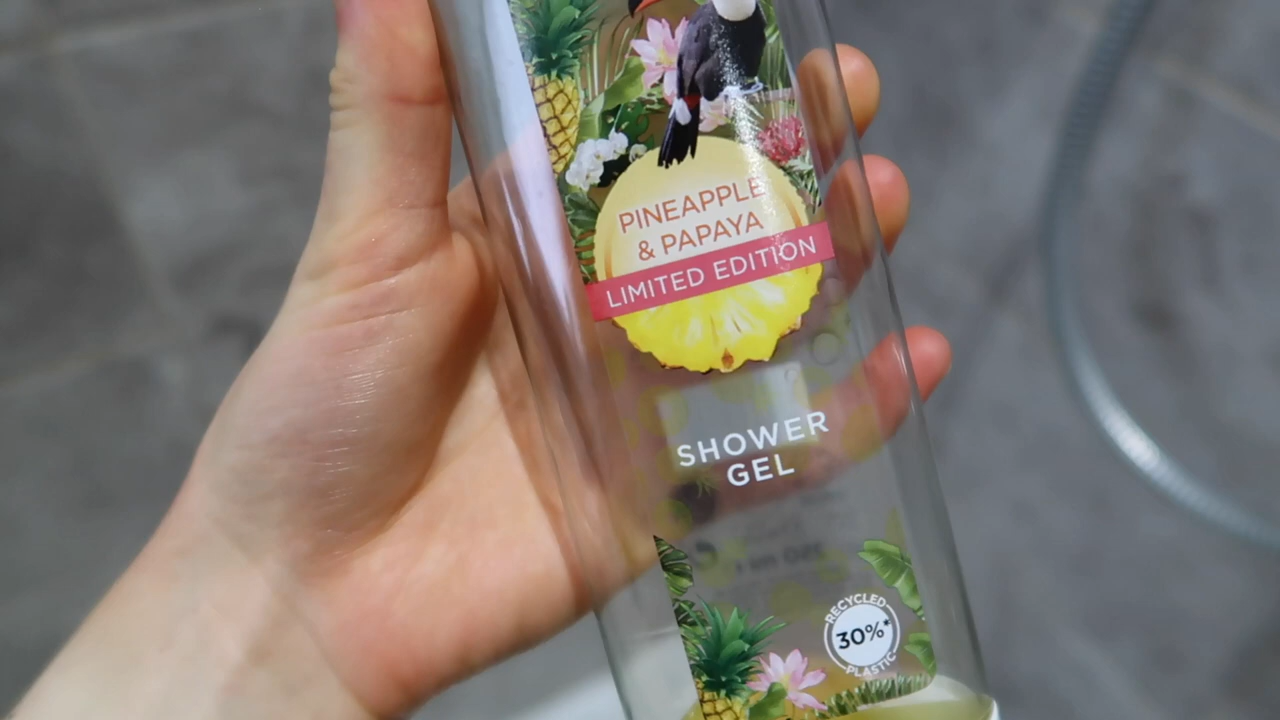 PINEAPPLE
& PAPAYA
LIMITED EDITION
SHOWER
GEL
RECYCLED
30%*
PLASTIC